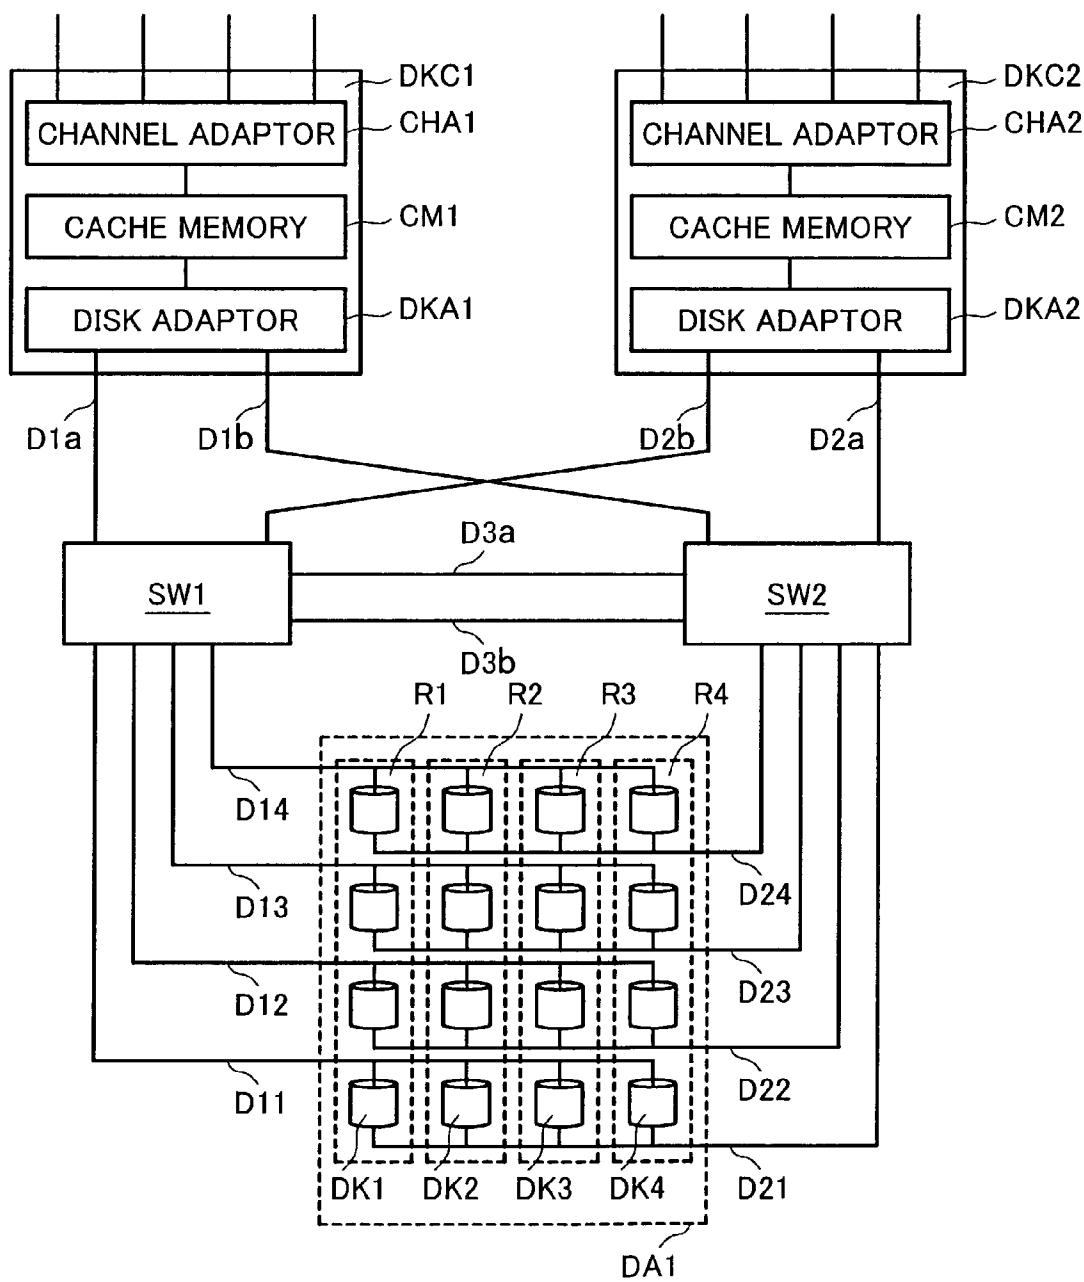 DKC1
DKC2
CHANNEL ADAPTOR
CHA1
CHANNEL ADAPTOR
CHA2
CACHE MEMORY
CM1
CACHE MEMORY
CM2
DISK ADAPTOR
DKA1
DISK ADAPTOR
DKA2
D1a
D1b
D2b
D2a
D3a
SW1
SW2
D3b
R1
R2
R3
R4
D14
D24
D13
D23
D12
D22
D11
DK1
DK2
DK3
DK4
D21
DA1